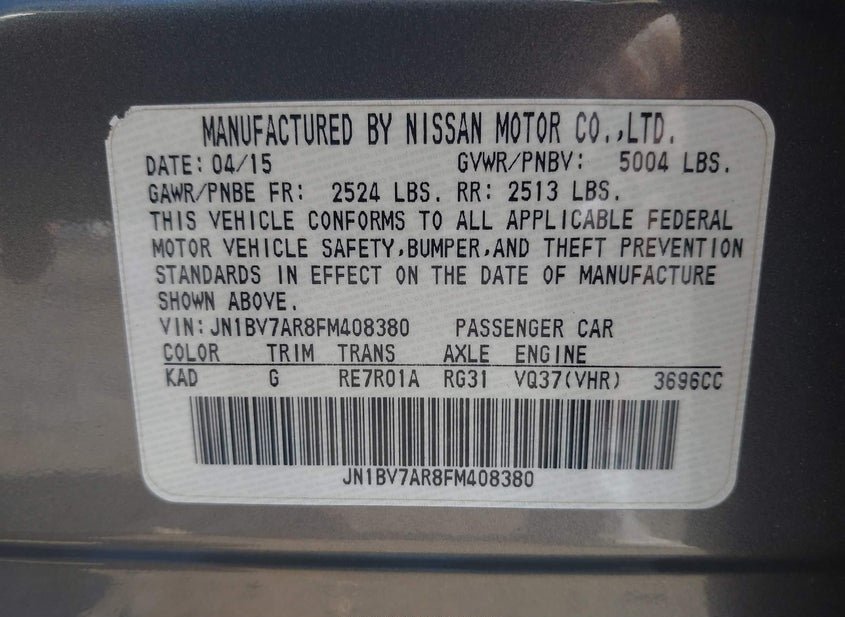 MANUFACTURED BY NISSAN MOTOR CO.,LTD.
DATE: 04/15 GVWR/PNBV: 5004 LBS.
GAWR/PNBE FR: 2524 LBS. RR: 2513 LBS.
THIS VEHICLE CONFORMS TO ALL APPLICABLE FEDERAL
MOTOR VEHICLE SAFETY,BUMPER,AND THEFT PREVENTION
STANDARDS IN EFFECT ON THE DATE OF MANUFACTURE
SHOWN ABOVE.
VIN: JN1BV7AR8FM408380 PASSENGER CAR
COLOR TRIM TRANS AXLE ENGINE
KAD G RE7R01A RG31 VQ37(VHR) 3696CC
JN1BV7AR8FM408380